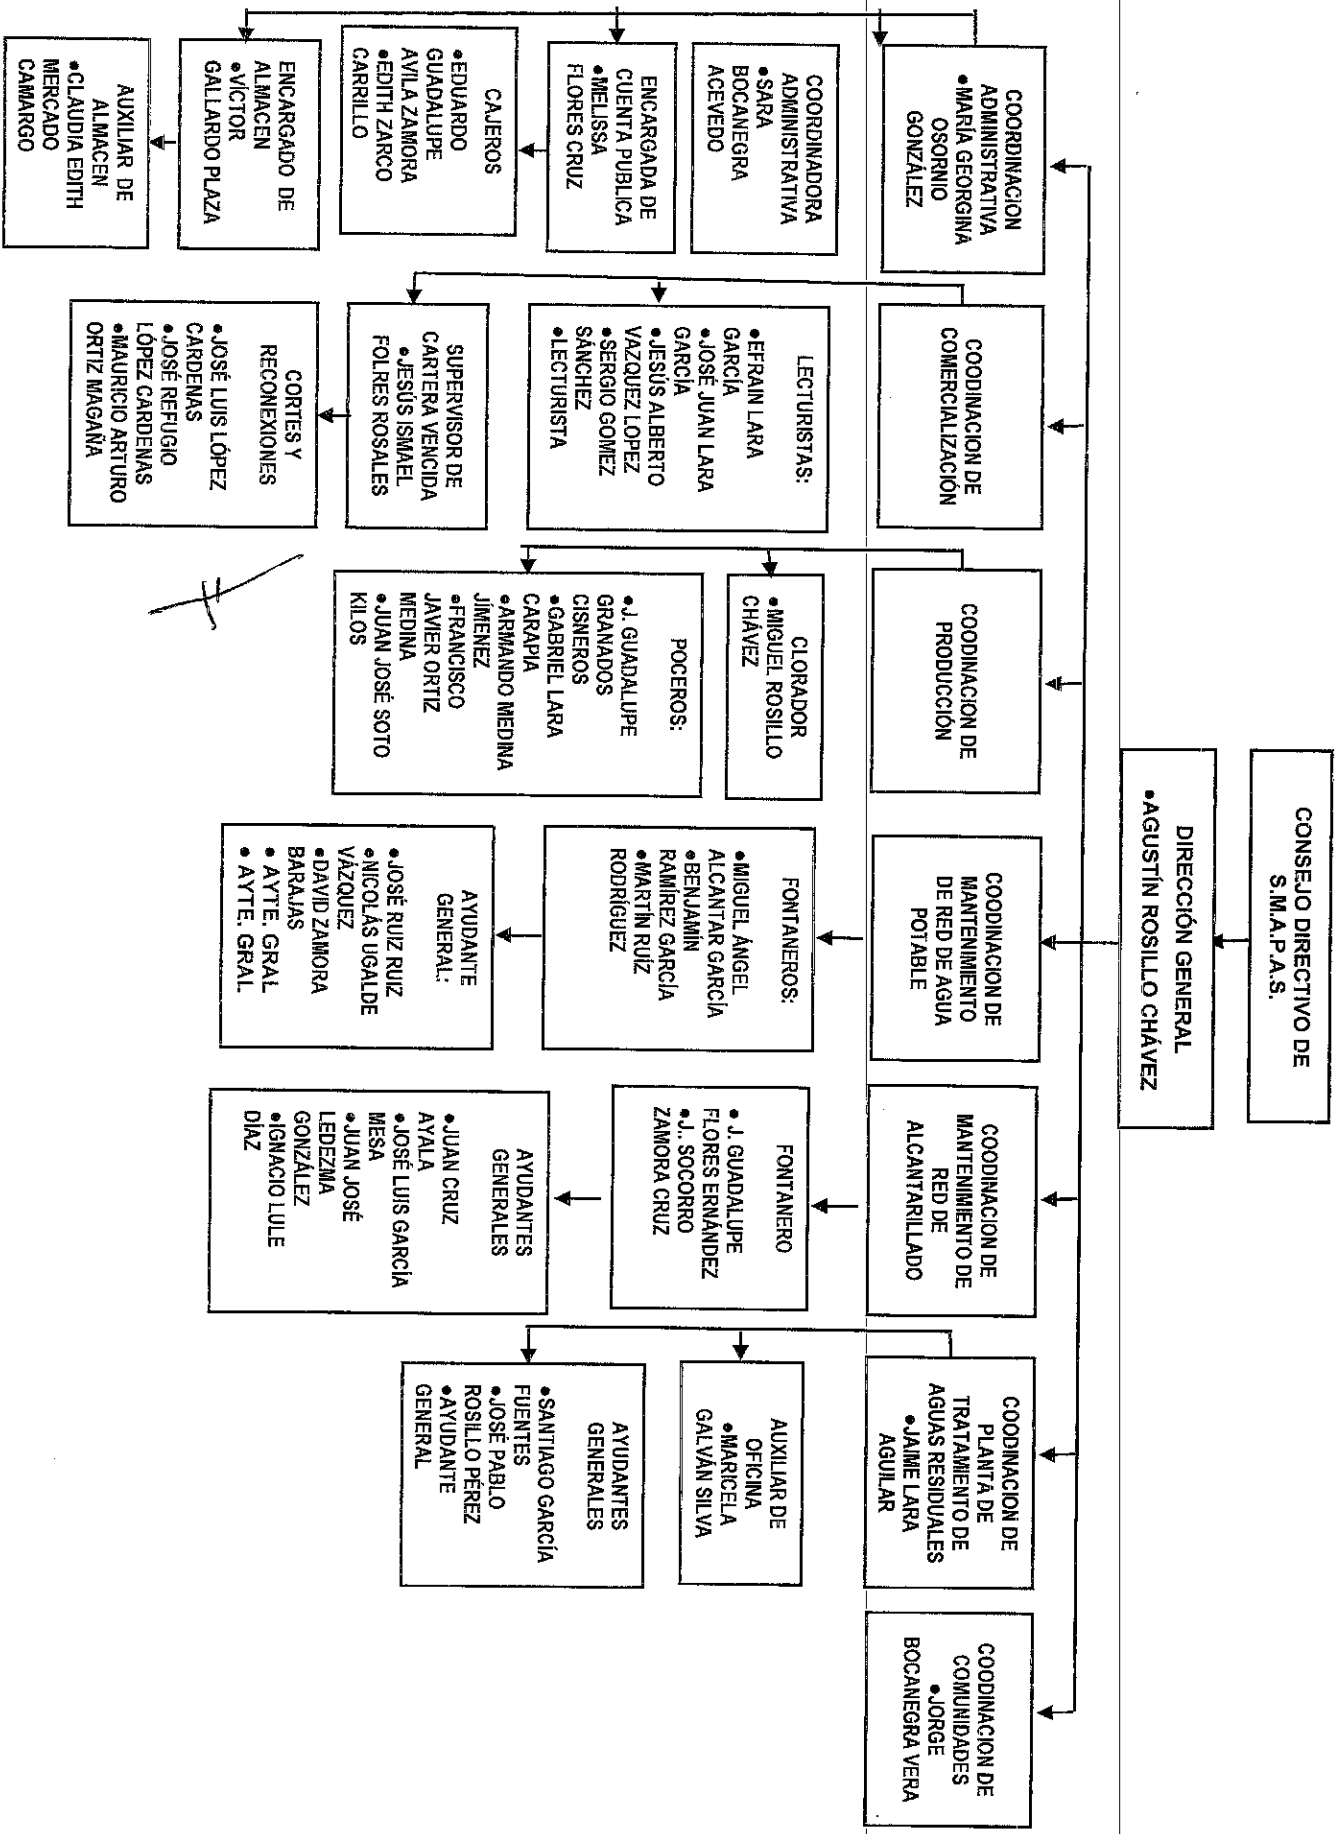 CONSEJO DIRECTIVO DE
S.M.A.P.A.S.
DIRECCIÓN GENERAL
•AGUSTÍN ROSILLO CHÁVEZ
COORDINACION
ADMINISTRATIVA
•MARÍA GEORGINA
OSORNIO
GONZÁLEZ
COORDINADORA
ADMINISTRATIVA
•SARA
BOCANEGRA
ACEVEDO
ENCARGADA DE
CUENTA PUBLICA
•MELISSA
FLORES CRUZ
CAJEROS
•EDUARDO
GUADALUPE
AVILA ZAMORA
•EDITH ZARCO
CARRILLO
ENCARGADO DE
ALMACEN
•VÍCTOR
GALLARDO PLAZA
AUXILIAR DE
ALMACEN
•CLAUDIA EDITH
MERCADO
CAMARGO
COODINACION DE
COMERCIALIZACIÓN
LECTURISTAS:
•EFRAIN LARA
GARCÍA
•JOSÉ JUAN LARA
GARCÍA
•JESÚS ALBERTO
VAZQUEZ LOPEZ
•SERGIO GOMEZ
SÁNCHEZ
•LECTURISTA
SUPERVISOR DE
CARTERA VENCIDA
•JESÚS ISMAEL
FOLRES ROSALES
CORTES Y
RECONEXIONES
•JOSÉ LUIS LÓPEZ
CARDENAS
•JOSÉ REFUGIO
LÓPEZ CARDENAS
•MAURICIO ARTURO
ORTIZ MAGAÑA
COODINACION DE
PRODUCCIÓN
CLORADOR
•MIGUEL ROSILLO
CHÁVEZ
POCEROS:
•J. GUADALUPE
GRANADOS
CISNEROS
•GABRIEL LARA
CARAPIA
•ARMANDO MEDINA
JÍMENEZ
•FRANCISCO
JAVIER ORTIZ
MEDINA
•JUAN JOSÉ SOTO
KILOS
COODINACION DE
MANTENIMIENTO
DE RED DE AGUA
POTABLE
FONTANEROS:
•MIGUEL ÁNGEL
ALCANTAR GARCÍA
•BENJAMÍN
RAMÍREZ GARCÍA
•MARTÍN RUÍZ
RODRÍGUEZ
AYUDANTE
GENERAL:
•JOSÉ RUIZ RUIZ
•NICOLÁS UGALDE
VÁZQUEZ
•DAVID ZAMORA
BARAJAS
• AYTE. GRAL
• AYTE. GRAL
COODINACION DE
MANTENIMIENTO DE
RED DE
ALCANTARILLADO
FONTANERO
• J. GUADALUPE
FLORES ERNÁNDEZ
•J.. SOCORRO
ZAMORA CRUZ
AYUDANTES
GENERALES
•JUAN CRUZ
AYALA
•JOSÉ LUIS GARCÍA
MESA
•JUAN JOSÉ
LEDEZMA
GONZÁLEZ
•IGNACIO LULE
DÍAZ
COODINACION DE
PLANTA DE
TRATAMIENTO DE
AGUAS RESIDUALES
•JAIME LARA
AGUILAR
AUXILIAR DE
OFICINA
•MARICELA
GALVÁN SILVA
AYUDANTES
GENERALES
•SANTIAGO GARCÍA
FUENTES
•JOSÉ PABLO
ROSILLO PÉREZ
•AYUDANTE
GENERAL
COODINACION DE
COMUNIDADES
•JORGE
BOCANEGRA VERA